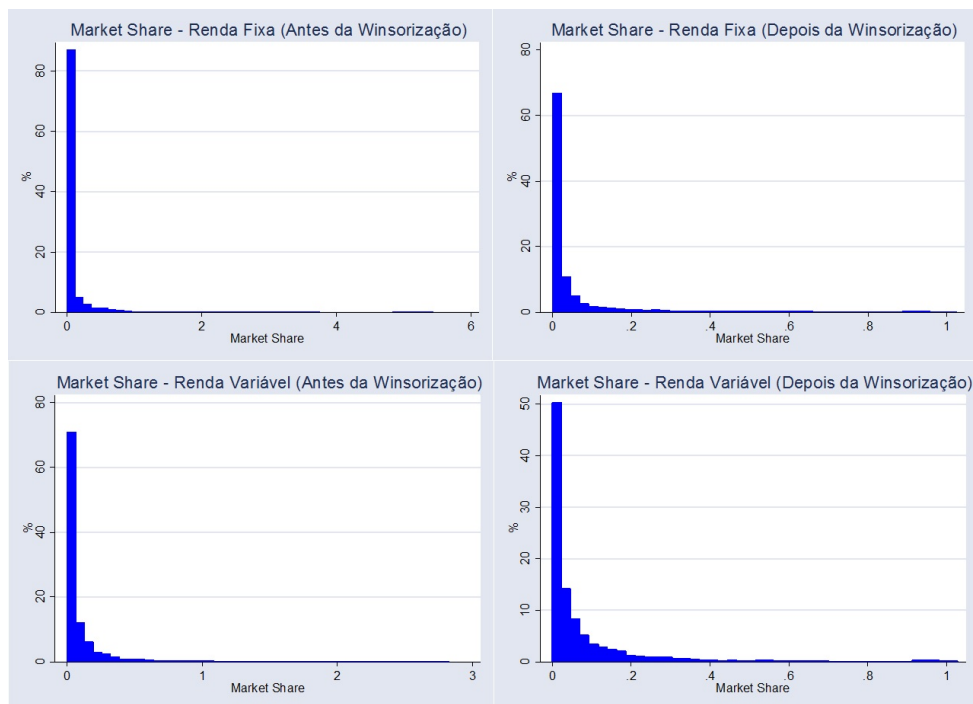 Market Share - Renda Fixa (Antes da Winsorização)
80
60
40
20
0
%
0 2 4 6
Market Share
Market Share - Renda Fixa (Depois da Winsorização)
80
60
40
20
0
%
0 .2 .4 .6 .8 1
Market Share
Market Share - Renda Variável (Antes da Winsorização)
80
60
40
20
0
%
0 1 2 3
Market Share
Market Share - Renda Variável (Depois da Winsorização)
50
40
30
20
10
0
%
0 .2 .4 .6 .8 1
Market Share